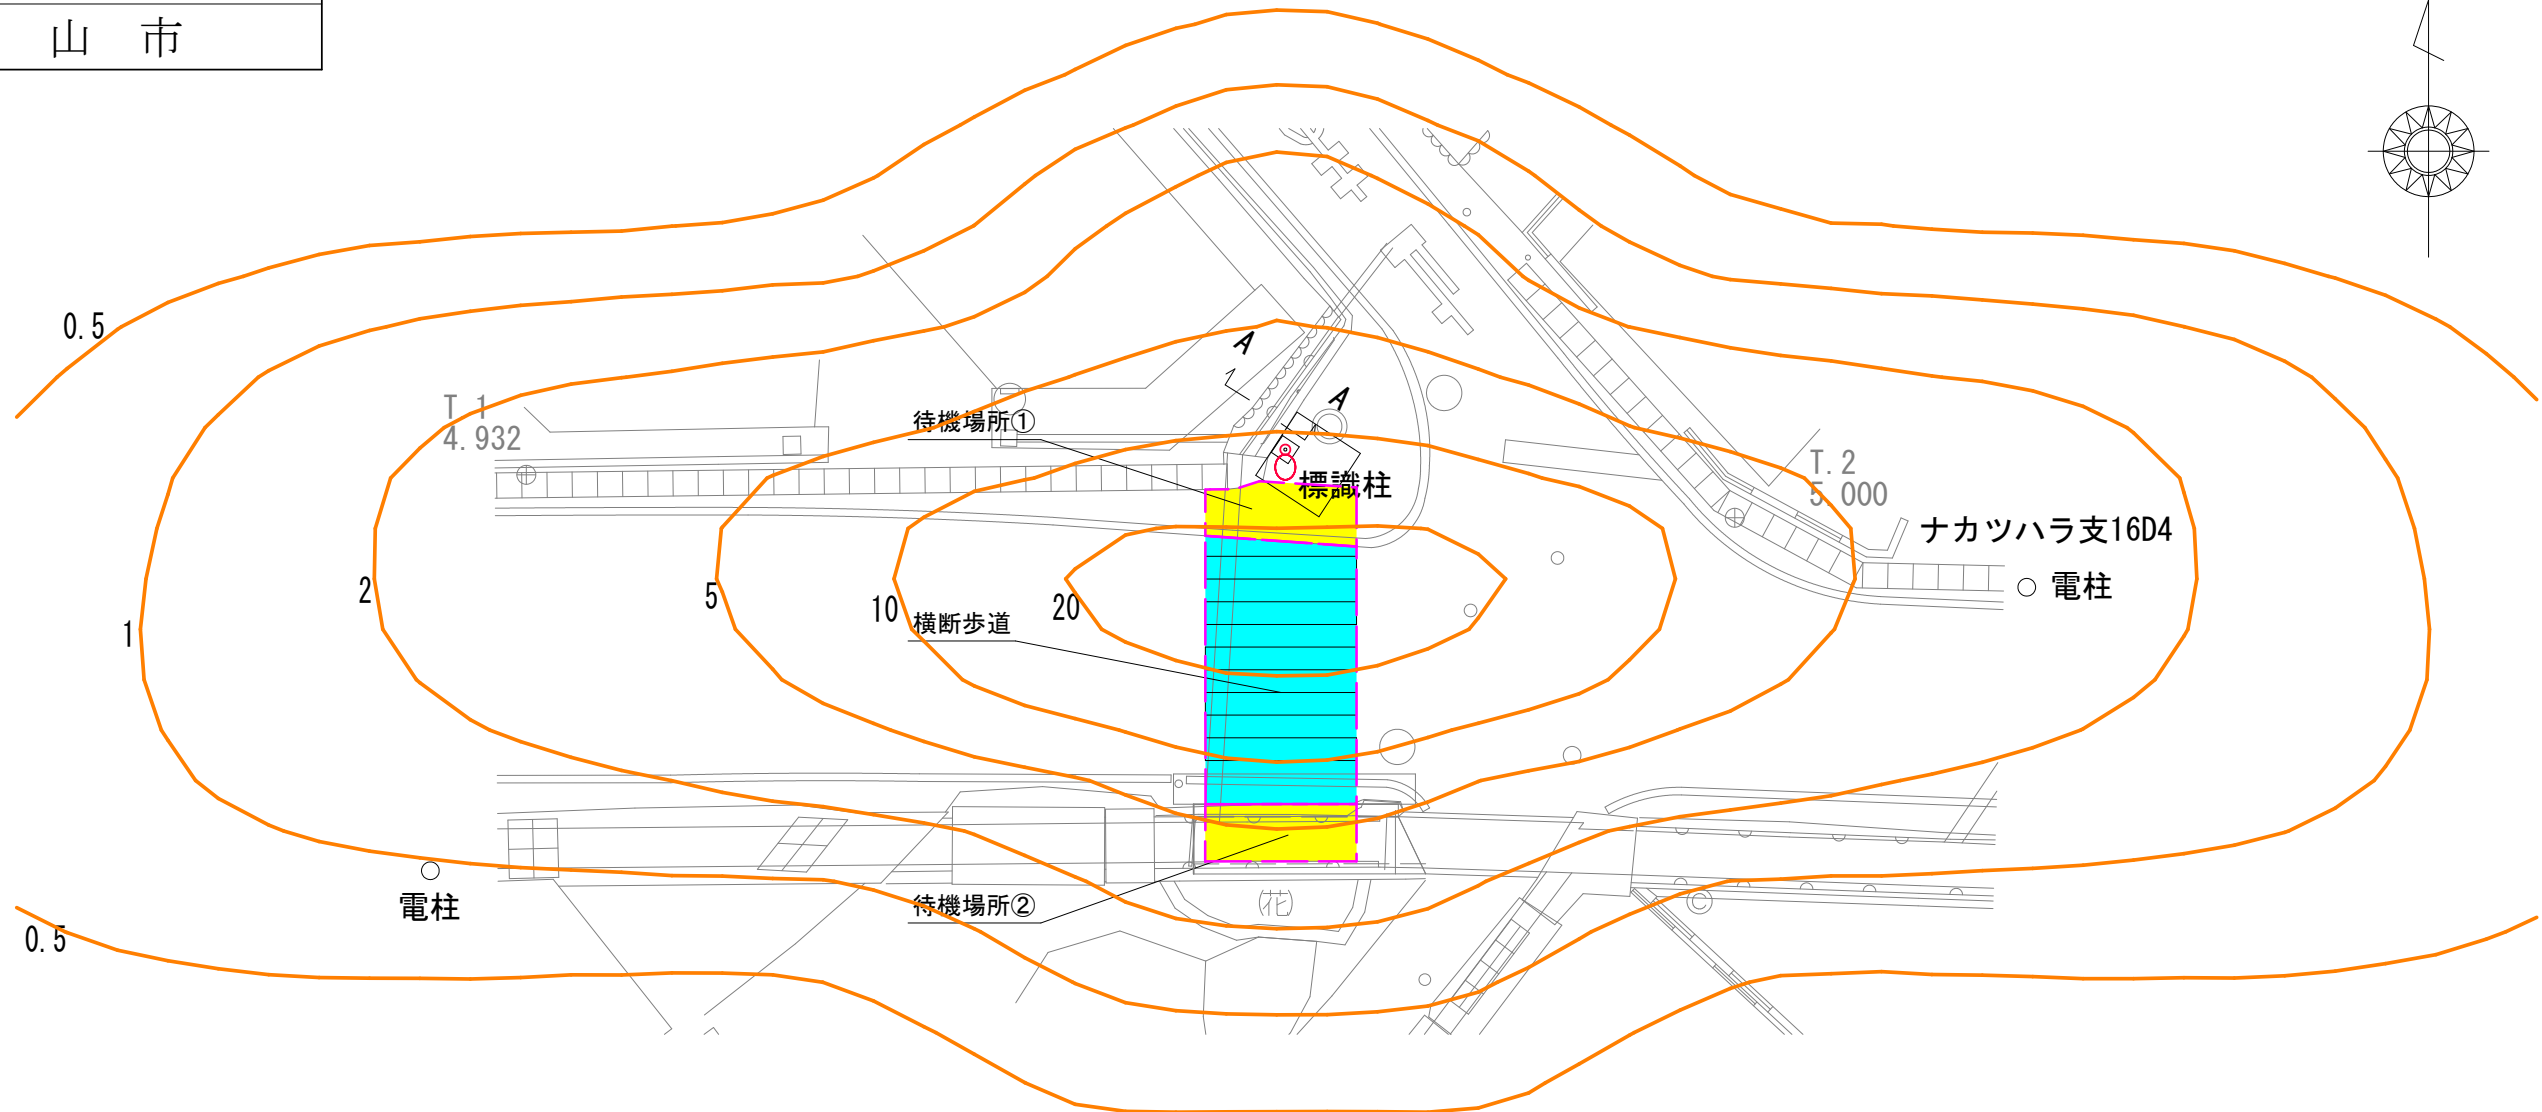 山 市
0.5
A
T.1
4.932
待機場所①
A
標識柱
T.2
5.000
ナカツハラ支16D4
電柱
1
2
5
10
20
横断歩道
電柱
待機場所②
(花)
0.5
C